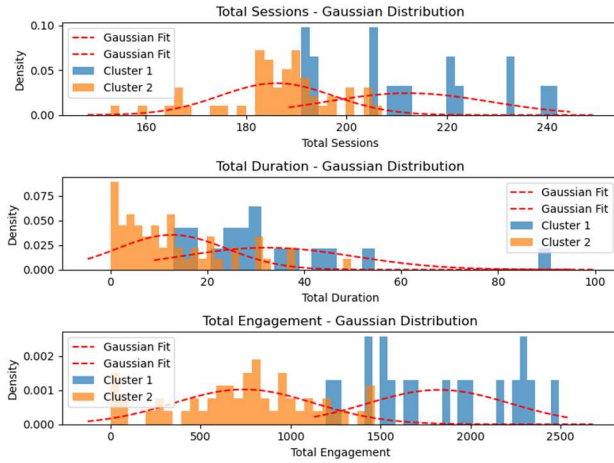 Total Sessions - Gaussian Distribution
0.10
0.05
0.00
Density
Gaussian Fit
Gaussian Fit
Cluster 1
Cluster 2
160 180 200 220 240
Total Sessions
Total Duration - Gaussian Distribution
0.075
0.050
0.025
0.000
Density
Gaussian Fit
Gaussian Fit
Cluster 1
Cluster 2
0 20 40 60 80 100
Total Duration
Total Engagement - Gaussian Distribution
0.002
0.001
0.000
Density
Gaussian Fit
Gaussian Fit
Cluster 1
Cluster 2
0 500 1000 1500 2000 2500
Total Engagement